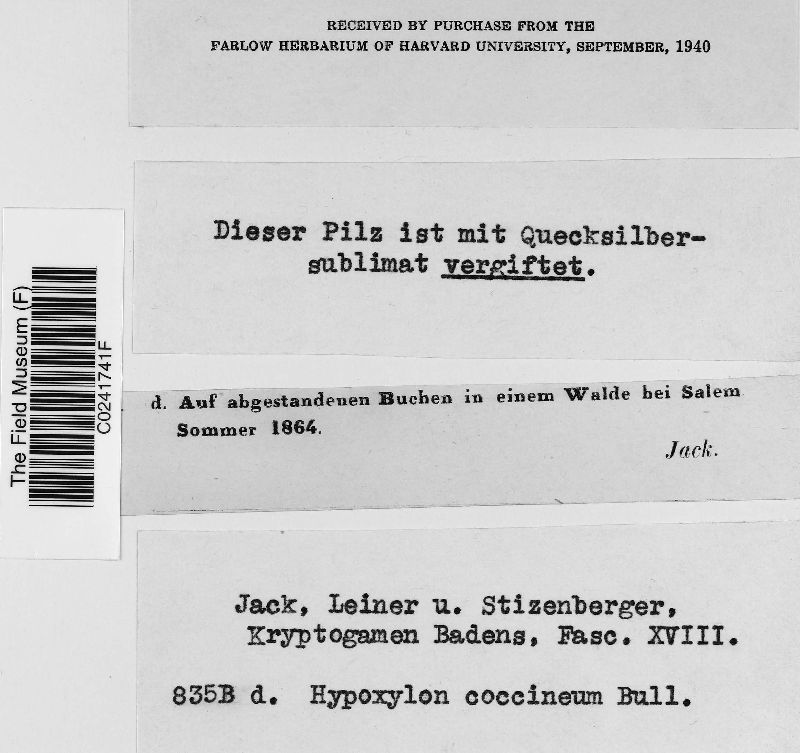 RECEIVED BY PURCHASE FROM THE
FARLOW HERBARIUM OF HARVARD UNIVERSITY, SEPTEMBER, 1940
Dieser Pilz ist mit Quecksilber-
sublimat vergiftet.
The Field Museum (F)
C0241741F
d. Auf abgestandenen Buchen in einem Walde bei Salem
Sommer 1864.
Jack.
Jack, Leiner u. Stizenberger,
Kryptogamen Badens, Fasc. XVIII.
835B d. Hypoxylon coccineum Bull.